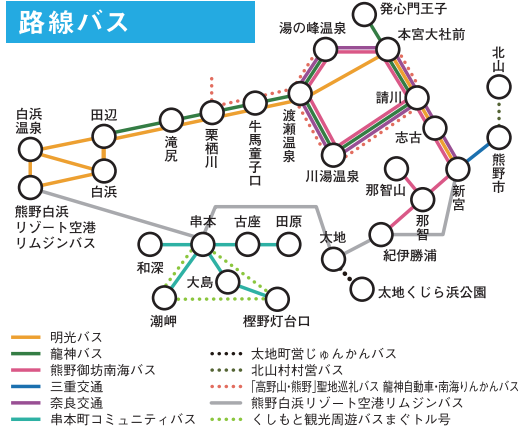 路線バス
発心門王子
湯の峰温泉
本宮大社前
北山
白浜
温泉
田辺
滝尻
栗栖川
牛馬童子口
渡瀬温泉
請川
志古
熊野市
白浜
川湯温泉
那智山
新宮
熊野白浜
リゾート空港
リムジンバス
串本
古座
田原
太地
那智
紀伊勝浦
和深
大島
潮岬
樫野灯台口
太地くじら浜公園
明光バス
龍神バス
熊野御坊南海バス
三重交通
奈良交通
串本町コミュニティバス
太地町営じゅんかんバス
北山村村営バス
「高野山・熊野」聖地巡礼バス 龍神自動車・南海りんかんバス
熊野白浜リゾート空港リムジンバス
くしもと観光周遊バスまぐトル号